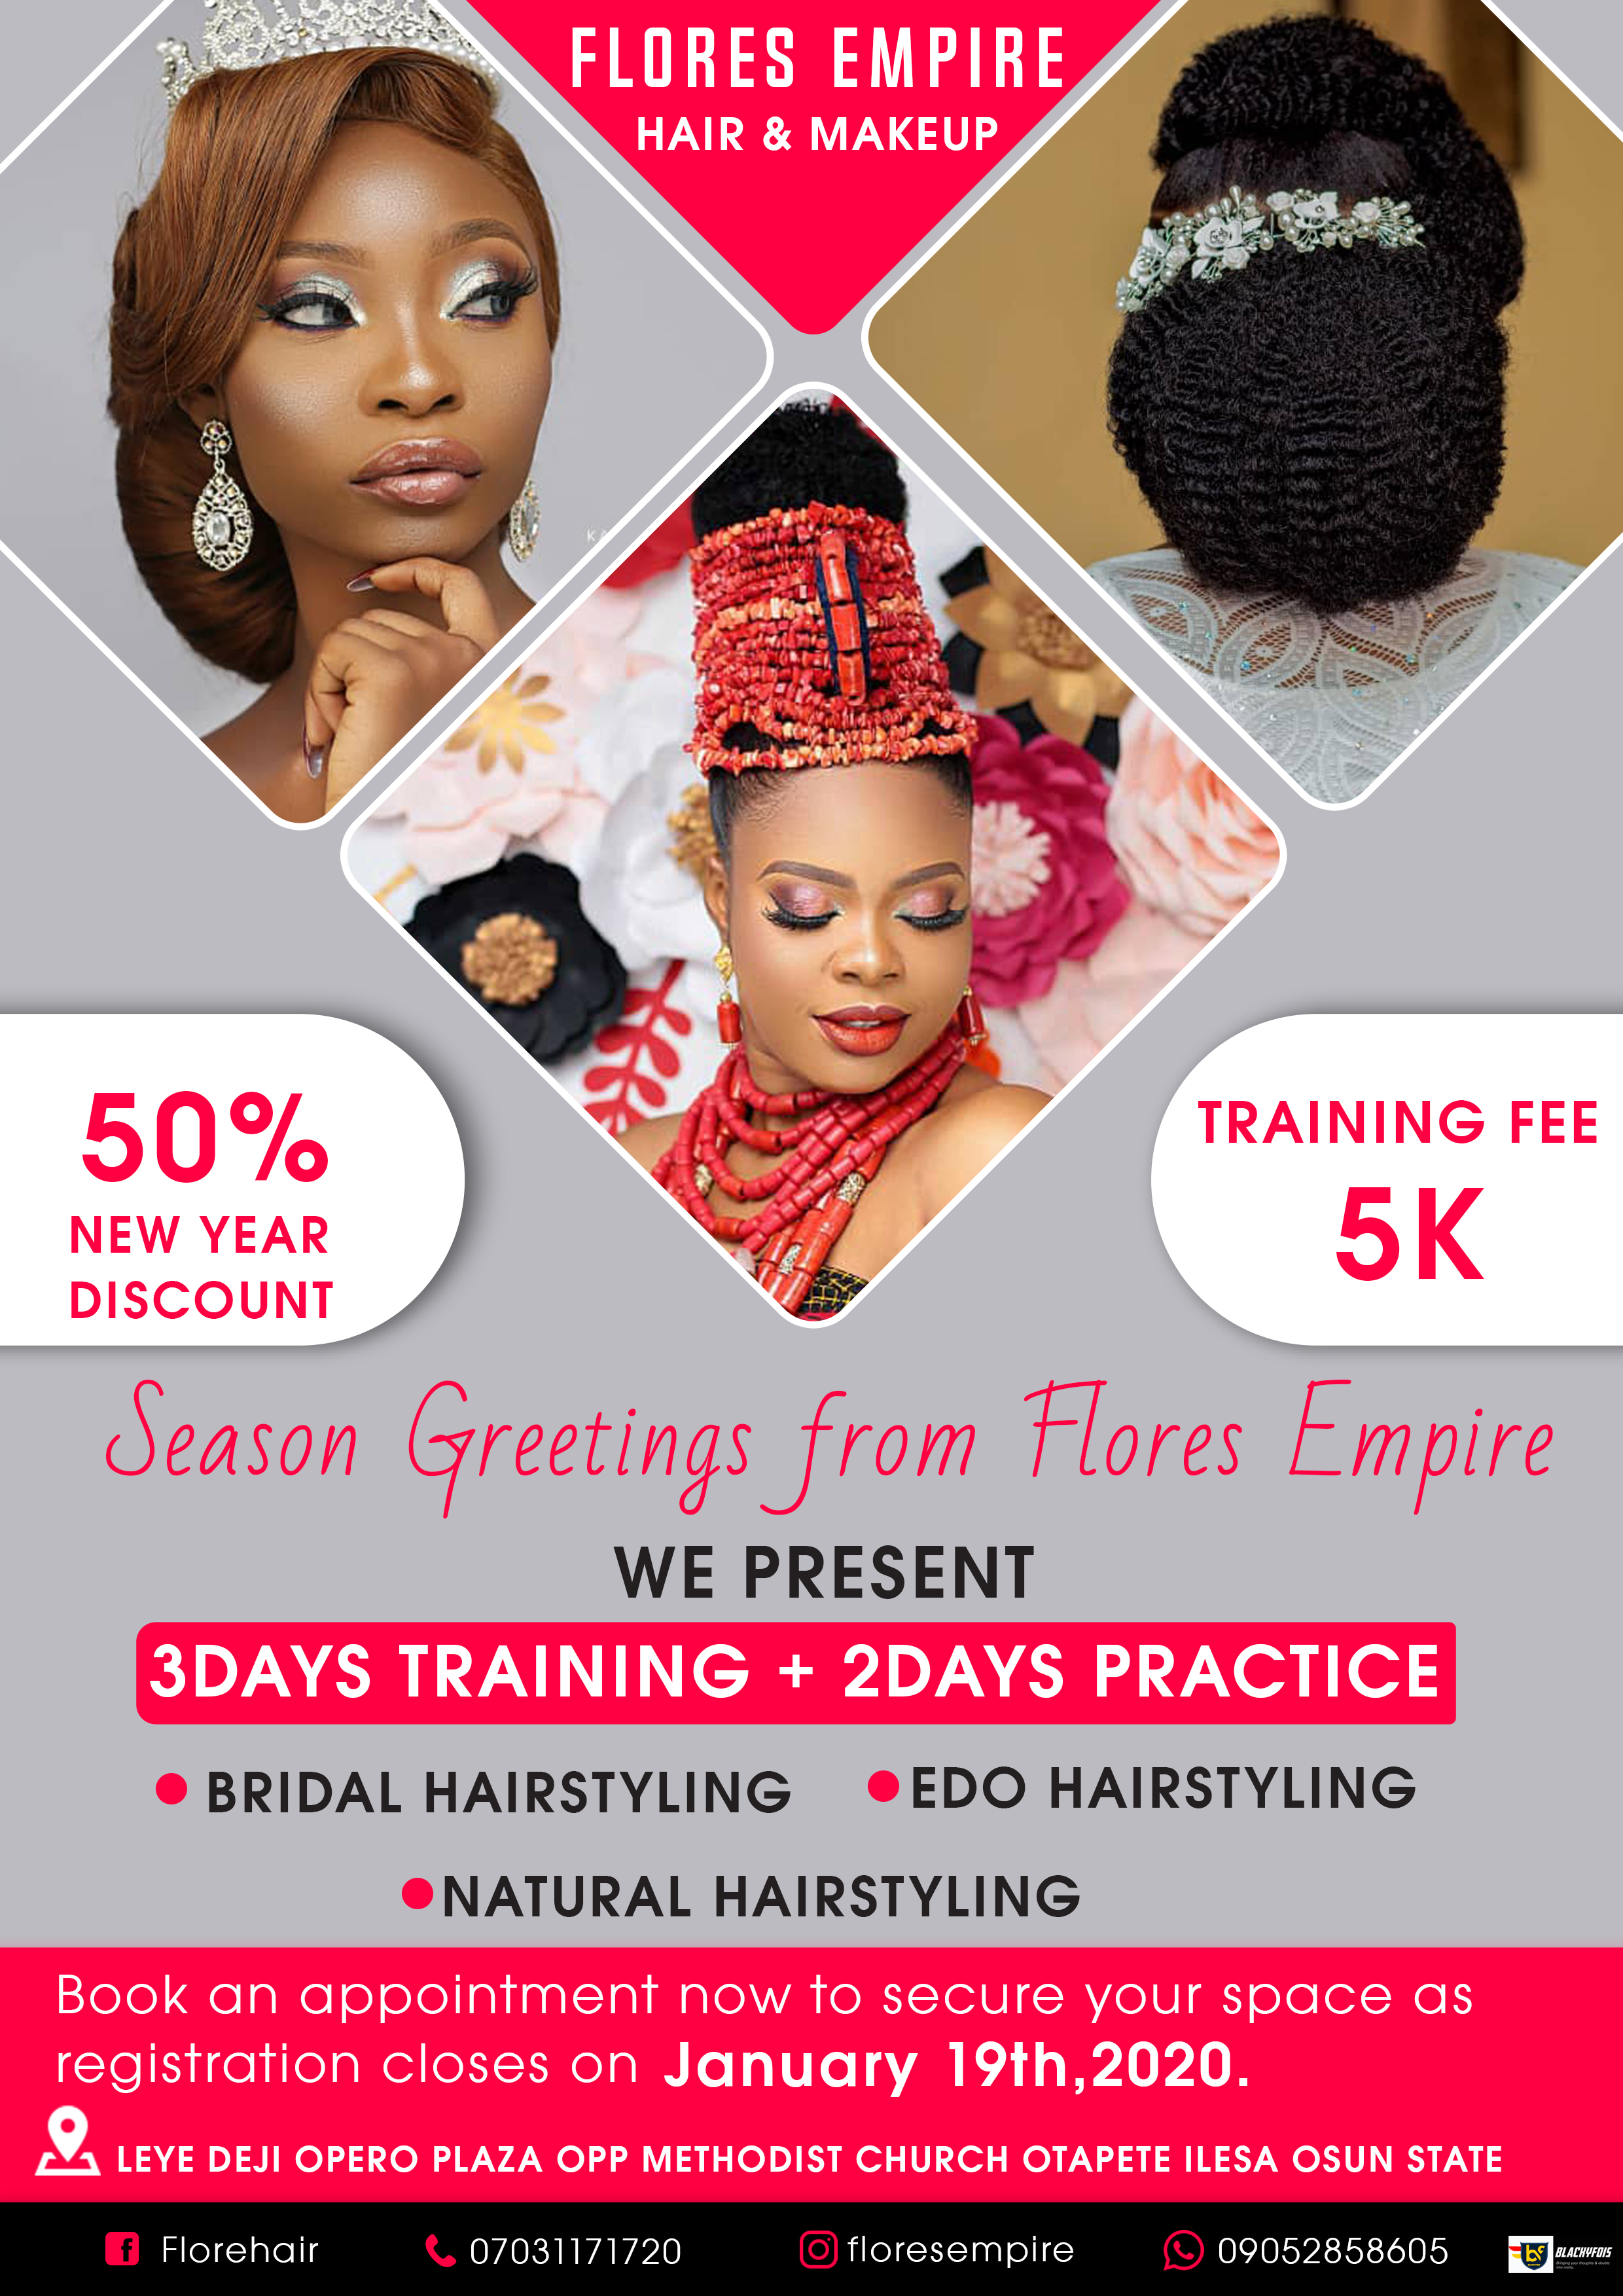 FLORES EMPIRE
HAIR & MAKEUP
KA
50%
NEW YEAR
DISCOUNT
TRAINING FEE
5K
Season Greetings from Flores Empire
WE PRESENT
3DAYS TRAINING + 2DAYS PRACTICE
BRIDAL HAIRSTYLING
EDO HAIRSTYLING
NATURAL HAIRSTYLING
Book an appointment now to secure your space as
registration closes on January 19th,2020.
LEYE DEJI OPERO PLAZA OPP METHODIST CHURCH OTAPETE ILESA OSUN STATE
Florehair
07031171720
floresempire
09052858605
BLACHYFDIS